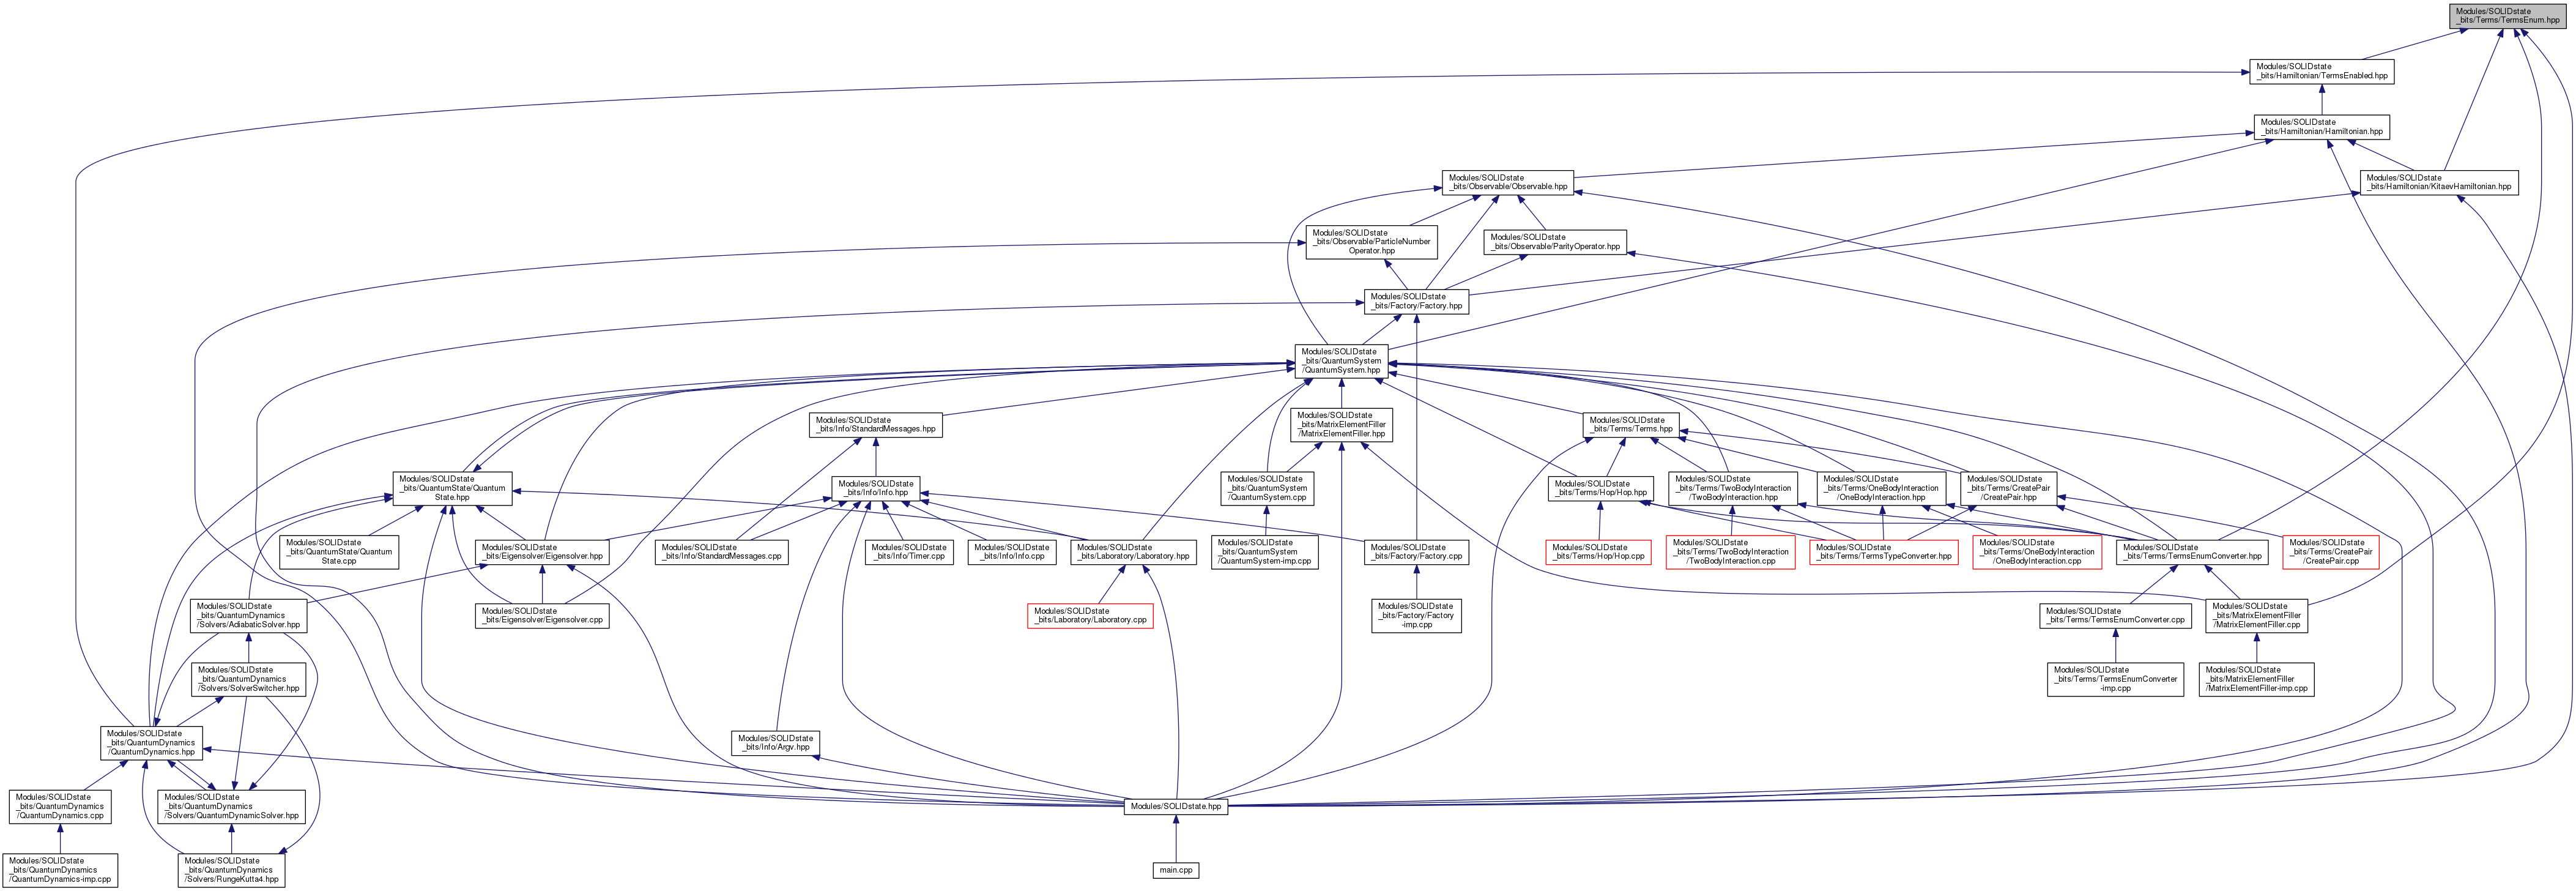 Modules/SOLIDstate
_bits/Terms/TermsEnum.hpp
Modules/SOLIDstate
_bits/Hamiltonian/TermsEnabled.hpp
Modules/SOLIDstate
_bits/Hamiltonian/Hamiltonian.hpp
Modules/SOLIDstate
_bits/Observable/Observable.hpp
Modules/SOLIDstate
_bits/Hamiltonian/KitaevHamiltonian.hpp
Modules/SOLIDstate
_bits/Observable/ParticleNumber
Operator.hpp
Modules/SOLIDstate
_bits/Observable/ParityOperator.hpp
Modules/SOLIDstate
_bits/Factory/Factory.hpp
Modules/SOLIDstate
_bits/QuantumSystem
/QuantumSystem.hpp
Modules/SOLIDstate
_bits/Info/StandardMessages.hpp
Modules/SOLIDstate
_bits/MatrixElementFiller
/MatrixElementFiller.hpp
Modules/SOLIDstate
_bits/Terms/Terms.hpp
Modules/SOLIDstate
_bits/QuantumState/Quantum
State.hpp
Modules/SOLIDstate
_bits/Info/Info.hpp
Modules/SOLIDstate
_bits/QuantumSystem
/QuantumSystem.cpp
Modules/SOLIDstate
_bits/Terms/Hop/Hop.hpp
Modules/SOLIDstate
_bits/Terms/TwoBodyInteraction
/TwoBodyInteraction.hpp
Modules/SOLIDstate
_bits/Terms/OneBodyInteraction
/OneBodyInteraction.hpp
Modules/SOLIDstate
_bits/Terms/CreatePair
/CreatePair.hpp
Modules/SOLIDstate
_bits/QuantumState/Quantum
State.cpp
Modules/SOLIDstate
_bits/Eigensolver/Eigensolver.hpp
Modules/SOLIDstate
_bits/Info/StandardMessages.cpp
Modules/SOLIDstate
_bits/Info/Timer.cpp
Modules/SOLIDstate
_bits/Info/Info.cpp
Modules/SOLIDstate
_bits/Laboratory/Laboratory.hpp
Modules/SOLIDstate
_bits/QuantumSystem
/QuantumSystem-imp.cpp
Modules/SOLIDstate
_bits/Factory/Factory.cpp
Modules/SOLIDstate
_bits/Terms/Hop/Hop.cpp
Modules/SOLIDstate
_bits/Terms/TwoBodyInteraction
/TwoBodyInteraction.cpp
Modules/SOLIDstate
_bits/Terms/TermsTypeConverter.hpp
Modules/SOLIDstate
_bits/Terms/OneBodyInteraction
/OneBodyInteraction.cpp
Modules/SOLIDstate
_bits/Terms/TermsEnumConverter.hpp
Modules/SOLIDstate
_bits/Terms/CreatePair
/CreatePair.cpp
Modules/SOLIDstate
_bits/QuantumDynamics
/Solvers/AdiabaticSolver.hpp
Modules/SOLIDstate
_bits/Eigensolver/Eigensolver.cpp
Modules/SOLIDstate
_bits/Laboratory/Laboratory.cpp
Modules/SOLIDstate
_bits/Factory/Factory
-imp.cpp
Modules/SOLIDstate
_bits/Terms/TermsEnumConverter.cpp
Modules/SOLIDstate
_bits/MatrixElementFiller
/MatrixElementFiller.cpp
Modules/SOLIDstate
_bits/QuantumDynamics
/Solvers/SolverSwitcher.hpp
Modules/SOLIDstate
_bits/Terms/TermsEnumConverter
-imp.cpp
Modules/SOLIDstate
_bits/MatrixElementFiller
/MatrixElementFiller-imp.cpp
Modules/SOLIDstate
_bits/QuantumDynamics
/QuantumDynamics.hpp
Modules/SOLIDstate
_bits/Info/Argv.hpp
Modules/SOLIDstate
_bits/QuantumDynamics
/QuantumDynamics.cpp
Modules/SOLIDstate
_bits/QuantumDynamics
/Solvers/QuantumDynamicSolver.hpp
Modules/SOLIDstate.hpp
Modules/SOLIDstate
_bits/QuantumDynamics
/QuantumDynamics-imp.cpp
Modules/SOLIDstate
_bits/QuantumDynamics
/Solvers/RungeKutta4.hpp
main.cpp